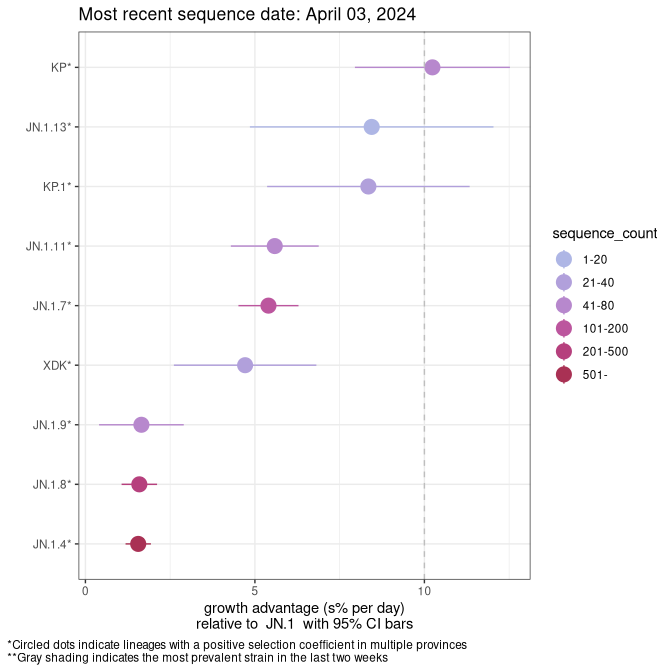 Most recent sequence date: April 03, 2024
KP*
JN.1.13*
KP.1*
JN.1.11*
JN.1.7*
XDK*
JN.1.9*
JN.1.8*
JN.1.4*
0 5 10
growth advantage (s% per day)
relative to JN.1 with 95% CI bars
sequence_count
1-20
21-40
41-80
101-200
201-500
501-
*Circled dots indicate lineages with a positive selection coefficient in multiple provinces
**Gray shading indicates the most prevalent strain in the last two weeks